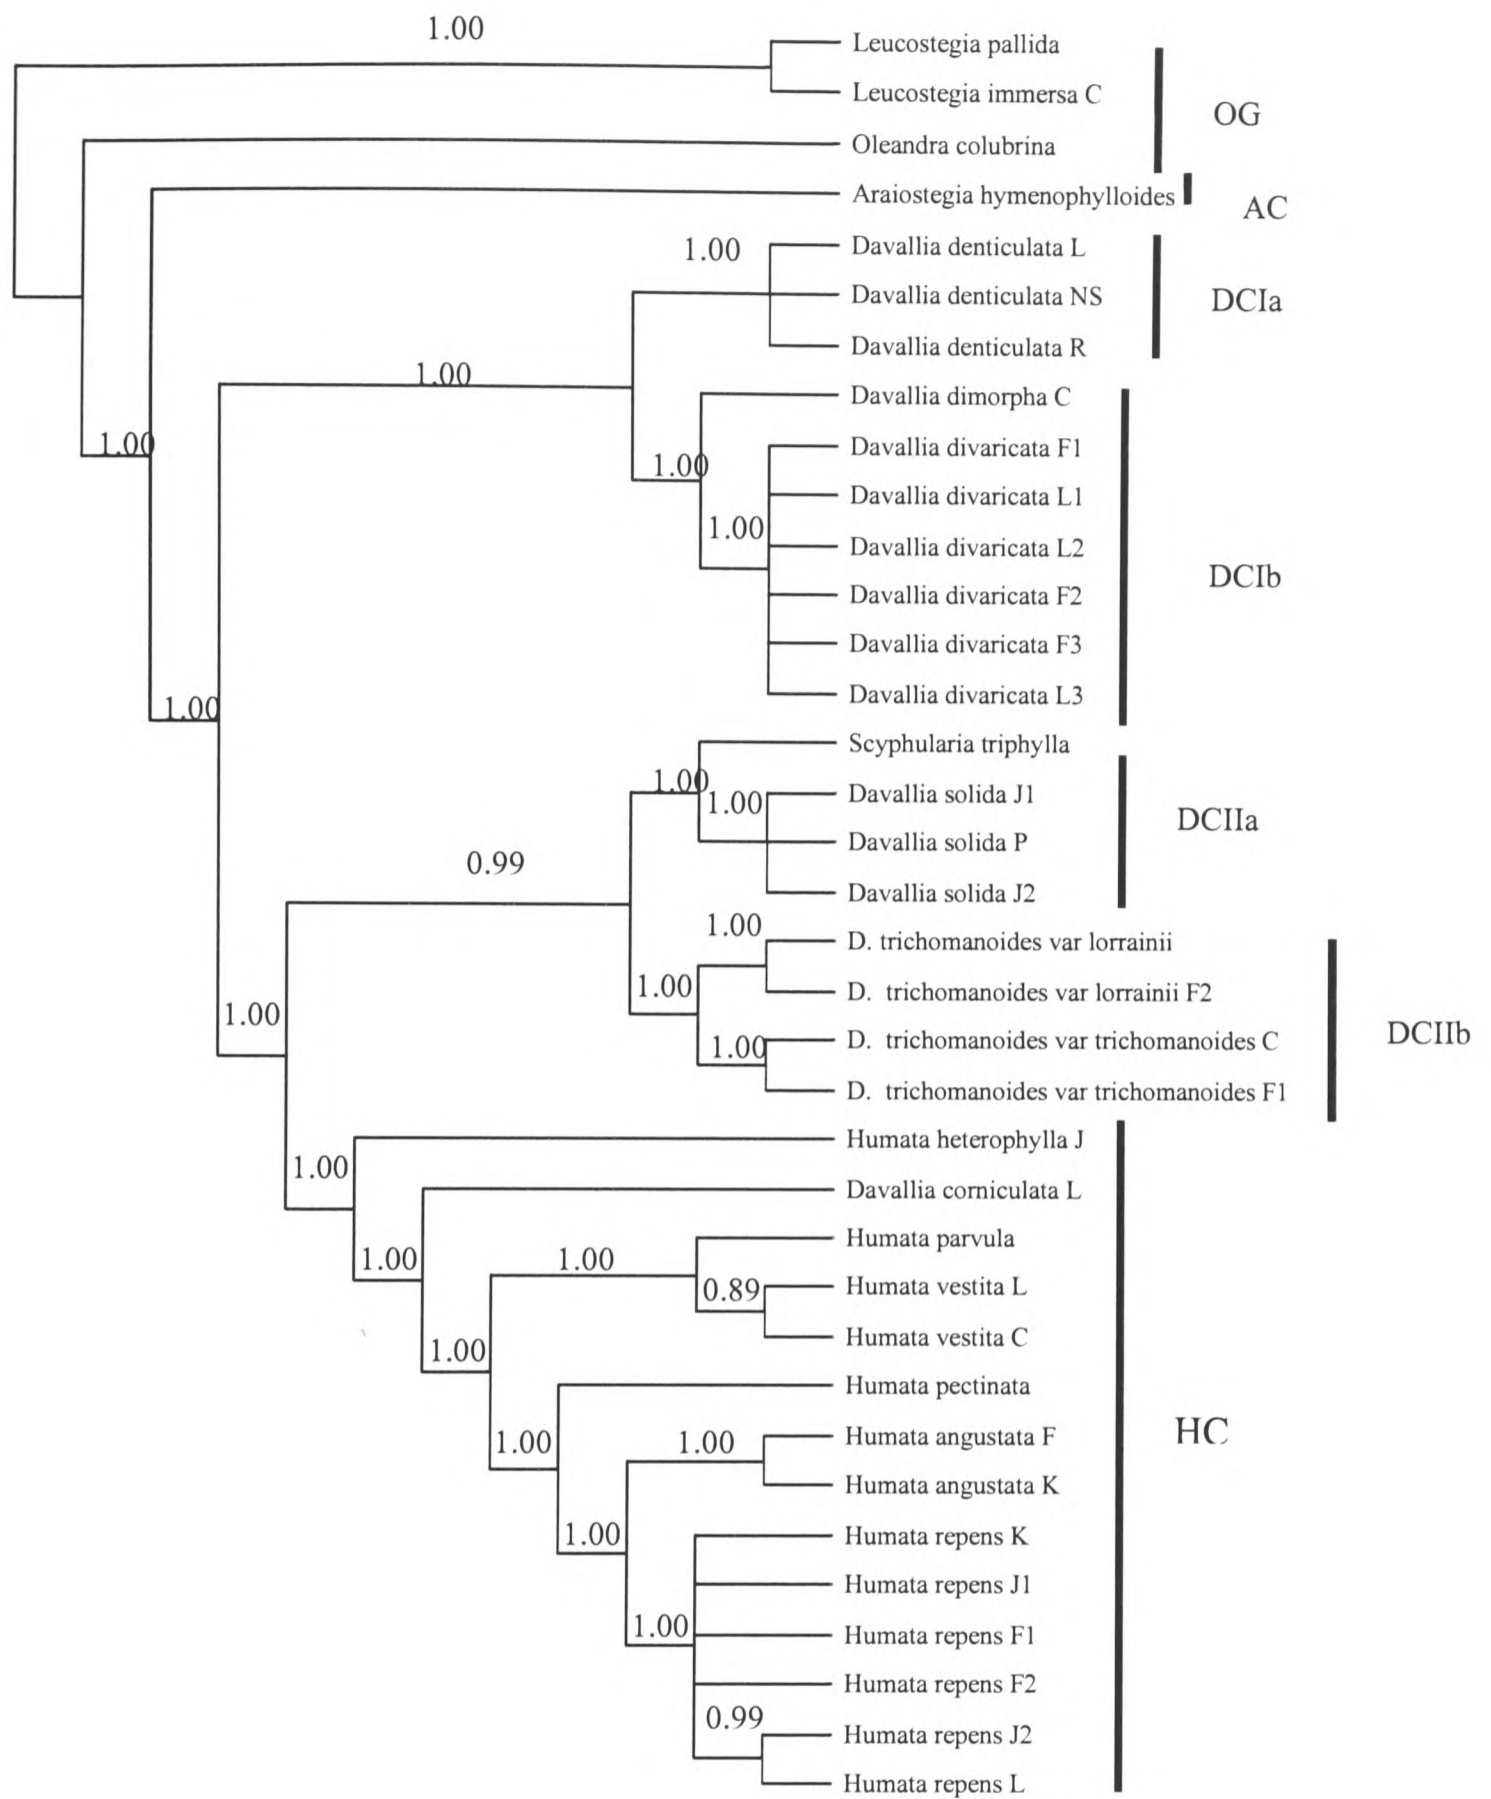 1.00
Leucostegia pallida
Leucostegia immersa C
OG
Oleandra colubrina
Araiostegia hymenophylloides
AC
1.00
Davallia denticulata L
Davallia denticulata NS
DCIa
Davallia denticulata R
1.00
Davallia dimorpha C
1.00
Davallia divaricata F1
1.00
Davallia divaricata L1
1.00
Davallia divaricata L2
DCIb
Davallia divaricata F2
Davallia divaricata F3
Davallia divaricata L3
1.00
Scyphularia triphylla
1.00
Davallia solida J1
1.00
DCIIa
Davallia solida P
0.99
Davallia solida J2
1.00
D. trichomanoides var lorrainii
1.00
D. trichomanoides var lorrainii F2
1.00
DCIIb
1.00
D. trichomanoides var trichomanoides C
D. trichomanoides var trichomanoides F1
Humata heterophylla J
1.00
Davallia corniculata L
Humata parvula
1.00
1.00
0.89
Humata vestita L
Humata vestita C
1.00
Humata pectinata
HC
1.00
1.00
Humata angustata F
Humata angustata K
1.00
Humata repens K
Humata repens J1
1.00
Humata repens F1
Humata repens F2
0.99
Humata repens J2
Humata repens L